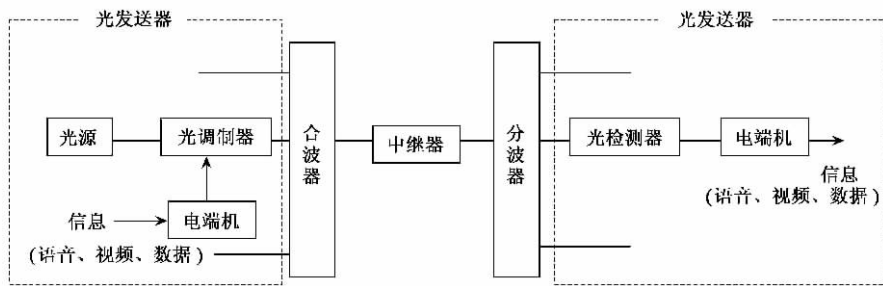 光发送器
光源
光调制器
信息
电端机
(语音、视频、数据)
合波器
中继器
分波器
光发送器
光检测器
电端机
信息
(语音、视频、数据)